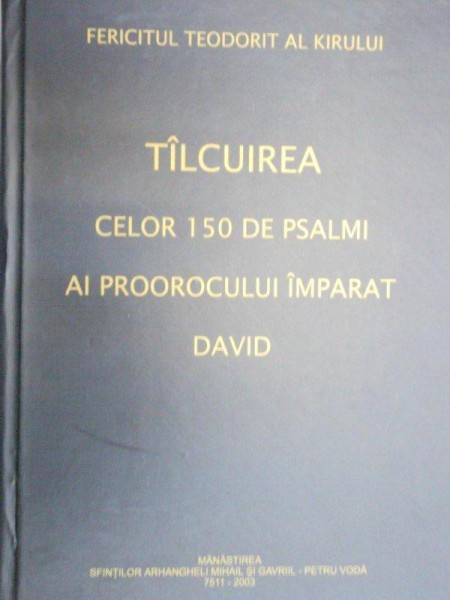 FERICITUL TEODORIT AL KIRULUI
TÎLCUIREA
CELOR 150 DE PSALMI
AI PROOROCULUI ÎMPARAT
DAVID
MĂNĂSTIREA
SFINȚILOR ARHANGHELI MIHAIL ȘI GAVRIIL - PETRU VODĂ
7511 - 2003